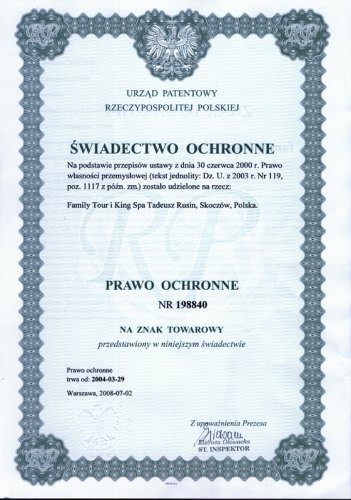 URZĄD PATENTOWY
RZECZYPOSPOLITEJ POLSKIEJ
ŚWIADECTWO OCHRONNE
Na podstawie przepisów ustawy z dnia 30 czerwca 2000 r. Prawo
własności przemysłowej (tekst jednolity: Dz. U. z 2003 r. Nr 119,
poz. 1117 z późn. zm.) zostało udzielone na rzecz:
Family Tour i King Spa Tadeusz Rusin, Skoczów, Polska.
RP
PRAWO OCHRONNE
NR 198840
NA ZNAK TOWAROWY
przedstawiony w niniejszym świadectwie
Prawo ochronne
trwa od: 2004-03-29
Warszawa, 2008-07-02
Z upoważnienia Prezesa
Elżbieta Głowacka
ST. INSPEKTOR